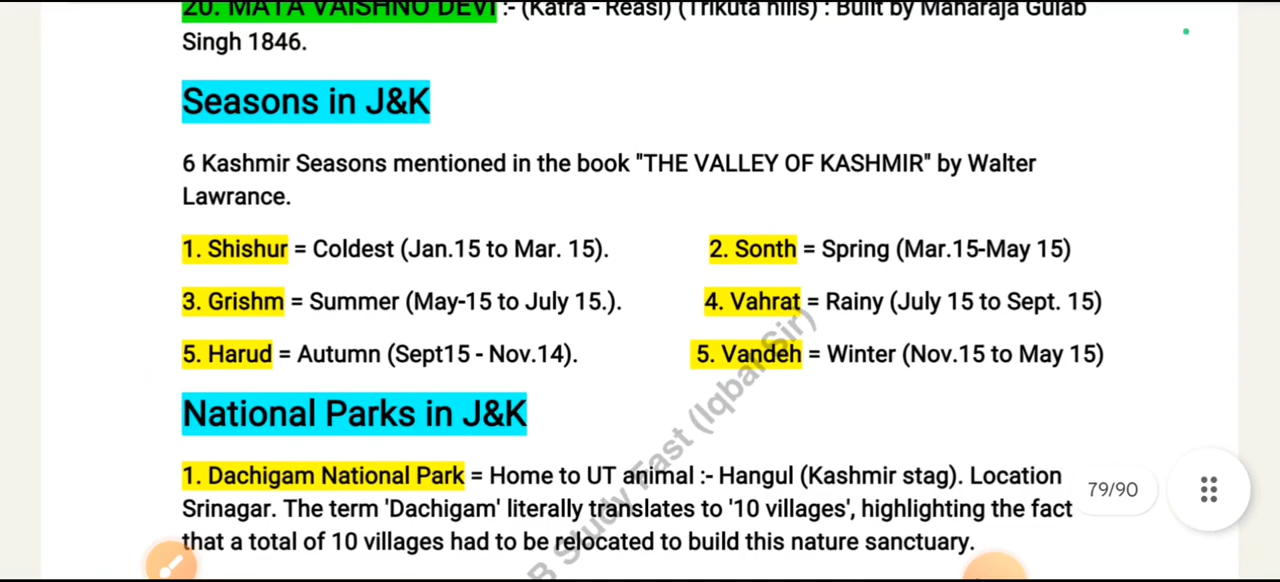 20. MATA VAISHNO DEVI :- (Katra - Reasi) (Trikuta hills) : Built by Maharaja Gulab
Singh 1846.
Seasons in J&K
6 Kashmir Seasons mentioned in the book "THE VALLEY OF KASHMIR" by Walter
Lawrance.
1. Shishur = Coldest (Jan.15 to Mar. 15). 2. Sonth = Spring (Mar.15-May 15)
3. Grishm = Summer (May-15 to July 15.). 4. Vahrat = Rainy (July 15 to Sept. 15)
5. Harud = Autumn (Sept15 - Nov.14). 5. Vandeh = Winter (Nov.15 to May 15)
National Parks in J&K
1. Dachigam National Park = Home to UT animal :- Hangul (Kashmir stag). Location
Srinagar. The term 'Dachigam' literally translates to '10 villages', highlighting the fact
that a total of 10 villages had to be relocated to build this nature sanctuary.
79/90
B Study Fast (Iqbal Sir)